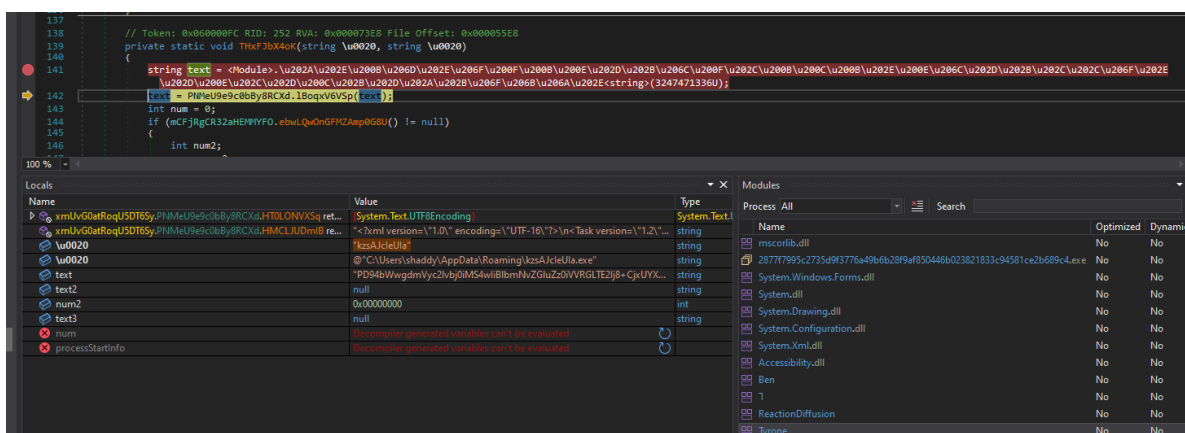 137
138 // Token: 0x060000FC RID: 252 RVA: 0x000073E8 File Offset: 0x000055E8
139 private static void THxFJbX4oK(string \u0020, string \u0020)
140 {
141 string text = <Module>.\u202A\u202E\u200B\u206D\u202E\u206F\u200F\u200B\u200E\u202D\u202B\u206C\u200F\u202C\u200B\u200C\u200B\u202E\u200E\u206C\u202D\u202B\u202C\u202C\u206F\u202E
\u202D\u200E\u202C\u202D\u200C\u202B\u202D\u202A\u202B\u206F\u206B\u206A\u202E<string>(3247471336U);
142 text = PNMeU9e9c0bBy8RCXd.lBoqxV6VSp(text);
143 int num = 0;
144 if (mCFjRgCR32aHEMMYFO.ebwLQwOnGFMZAmp0G8U() != null)
145 {
146 int num2;
100 %
Locals
Name Value Type
xmUvG0atRoqU5DT6Sy.PNMeU9e9c0bBy8RCXd.HT0LONVXSq ret... {System.Text.UTF8Encoding} System.Text.U
xmUvG0atRoqU5DT6Sy.PNMeU9e9c0bBy8RCXd.HMCLJUDmIB re... "<?xml version=\"1.0\" encoding=\"UTF-16\"?>\n<Task version=\"1.2\"... string
\u0020 "kzsAJcleUla" string
\u0020 @"C:\Users\shaddy\AppData\Roaming\kzsAJcleUla.exe" string
text "PD94bWwgdmVyc2lvbj0iMS4wIiBlbmNvZGluZz0iVVRGLTE2Ij8+CjxUYX... string
text2 null string
num2 0x00000000 int
text3 null string
num Decompiler generated variables can't be evaluated
processStartInfo Decompiler generated variables can't be evaluated
Modules
Process All Search
Name Optimized Dynami
mscorlib.dll No No
2877f7995c2735d9f3776a49b6b28f9af850446b023821833c94581ce2b689c4.exe No No
System.Windows.Forms.dll No No
System.dll No No
System.Drawing.dll No No
System.Configuration.dll No No
System.Xml.dll No No
Accessibility.dll No No
Ben No No
No No
ReactionDiffusion No No
Tyrone No No